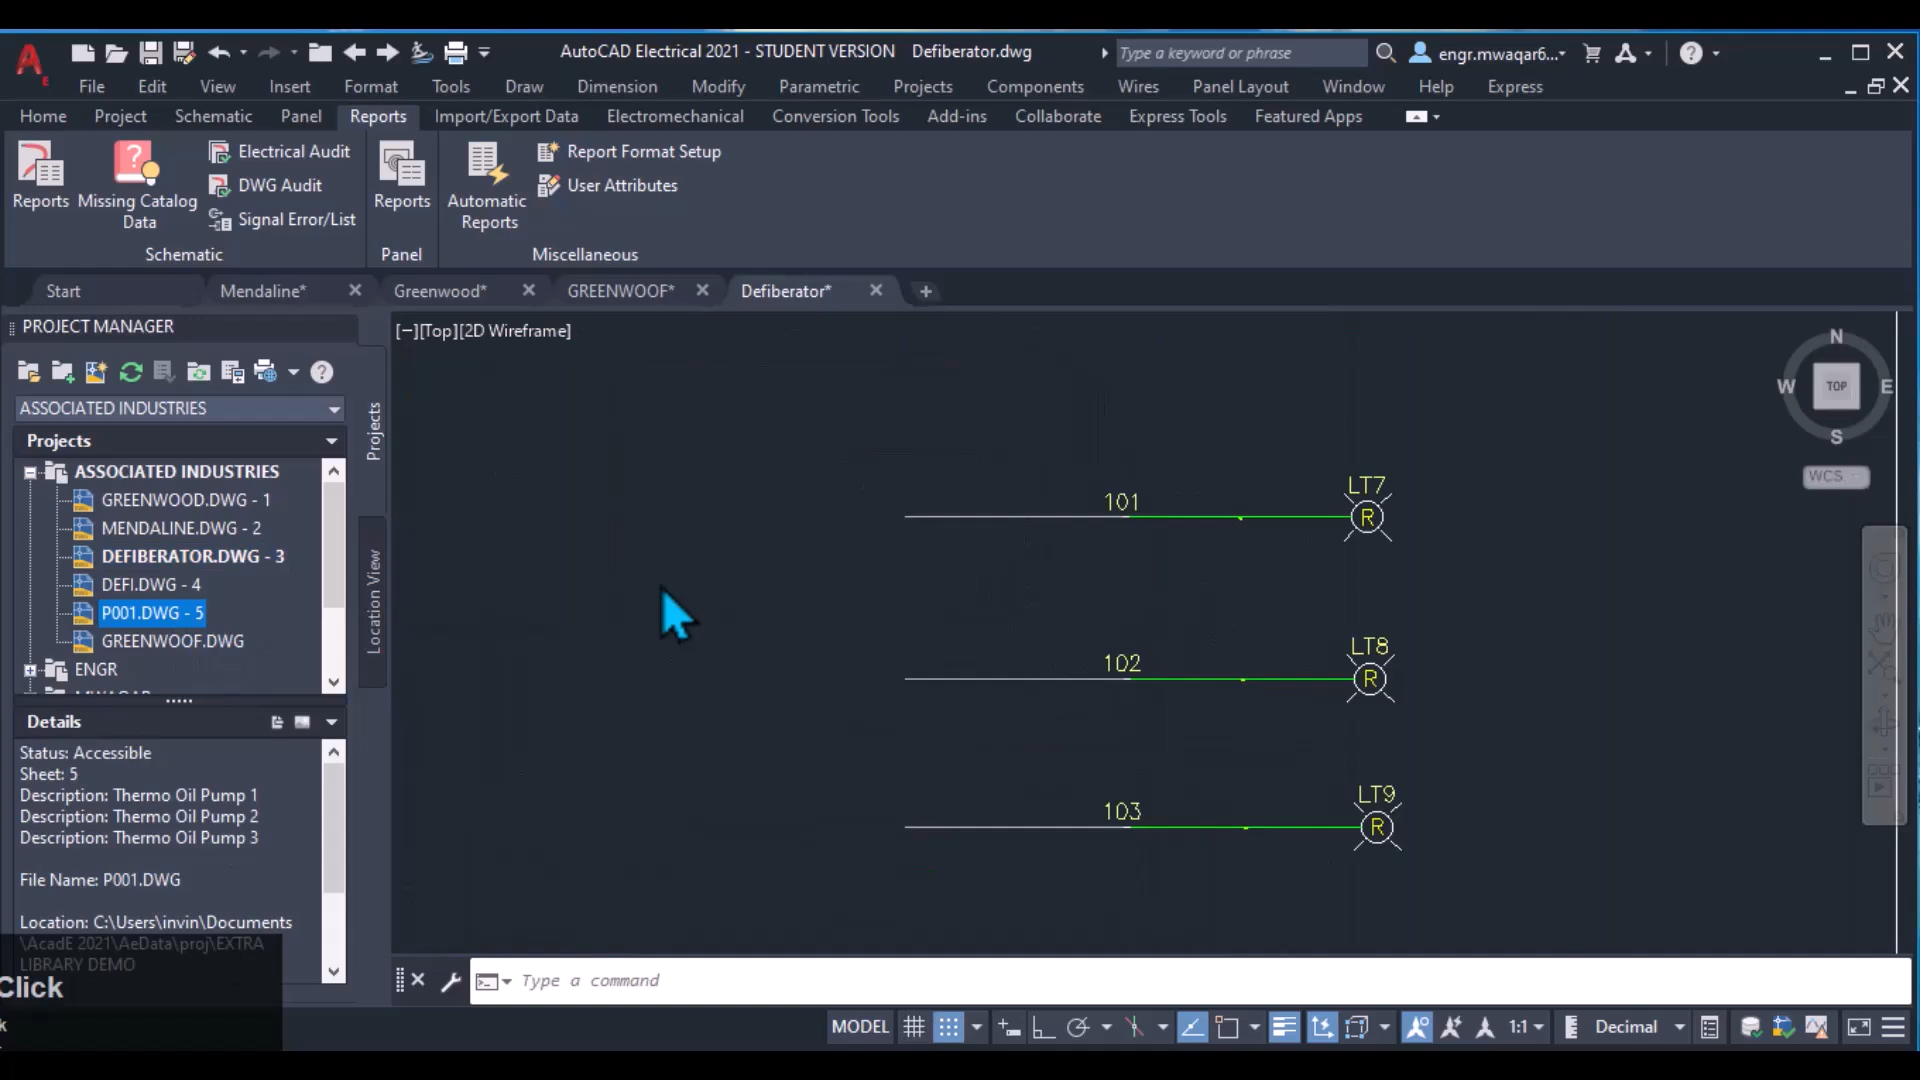 AutoCAD Electrical 2021 - STUDENT VERSION Defiberator.dwg
Type a keyword or phrase
engr.mwaqar6...
File Edit View Insert Format Tools Draw Dimension Modify Parametric Projects Components Wires Panel Layout Window Help Express
Home Project Schematic Panel Reports Import/Export Data Electromechanical Conversion Tools Add-ins Collaborate Express Tools Featured Apps
Reports
Missing Catalog
Data
Electrical Audit
DWG Audit
Signal Error/List
Schematic
Reports
Panel
Automatic
Reports
Report Format Setup
User Attributes
Miscellaneous
Start Mendaline* Greenwood* GREENWOOF* Defiberator*
PROJECT MANAGER
ASSOCIATED INDUSTRIES
Projects
ASSOCIATED INDUSTRIES
GREENWOOD.DWG - 1
MENDALINE.DWG - 2
DEFIBERATOR.DWG - 3
DEFI.DWG - 4
P001.DWG - 5
GREENWOOF.DWG
ENGR
Projects
Location View
Details
Status: Accessible
Sheet: 5
Description: Thermo Oil Pump 1
Description: Thermo Oil Pump 2
Description: Thermo Oil Pump 3
File Name: P001.DWG
Location: C:\Users\invin\Documents
\AcadE 2021\AeData\proj\EXTRA
LIBRARY DEMO
Click
k
[−][Top][2D Wireframe]
N
W TOP E
S
WCS
101 LT7
R
102 LT8
R
103 LT9
R
Type a command
MODEL 1:1 Decimal